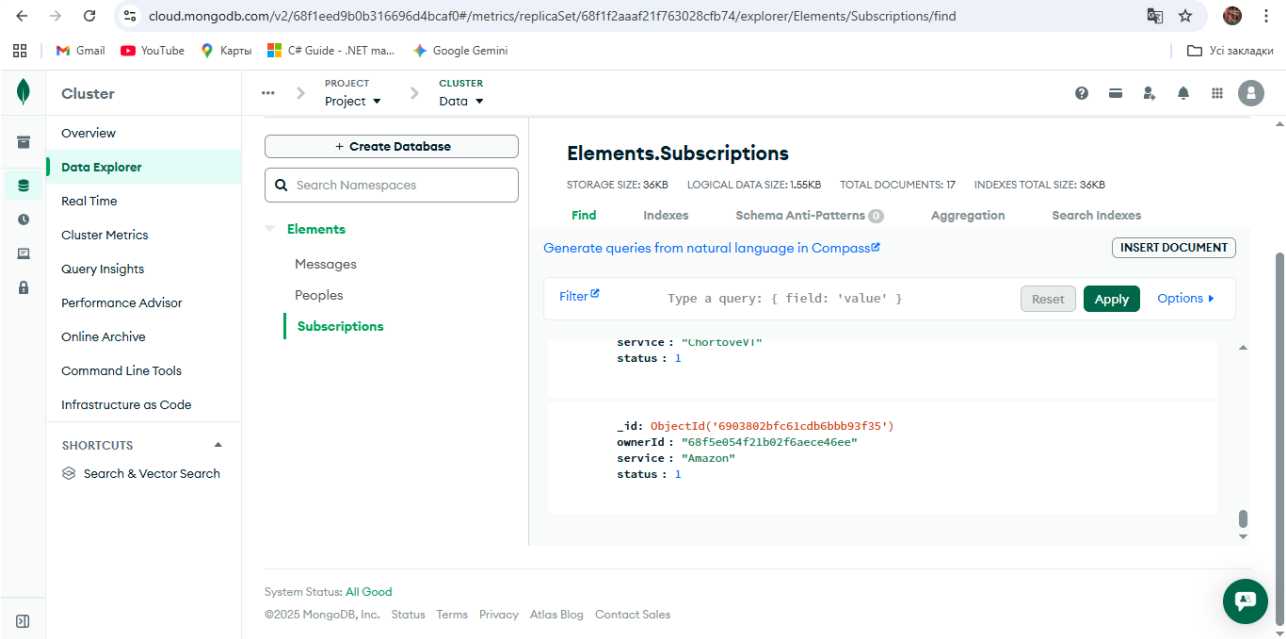 cloud.mongodb.com/v2/68f1eed9b0b316696d4bcaf0#/metrics/replicaSet/68f1f2aaaf21f763028cfb74/explorer/Elements/Subscriptions/find
Gmail YouTube Карты C# Guide - .NET ma... Google Gemini Усі закладки
Cluster
... PROJECT CLUSTER
Project Data
Overview
Data Explorer
Real Time
Cluster Metrics
Query Insights
Performance Advisor
Online Archive
Command Line Tools
Infrastructure as Code
SHORTCUTS
Search & Vector Search
+ Create Database
Search Namespaces
Elements
Messages
Peoples
Subscriptions
Elements.Subscriptions
STORAGE SIZE: 36KB LOGICAL DATA SIZE: 1.55KB TOTAL DOCUMENTS: 17 INDEXES TOTAL SIZE: 36KB
Find Indexes Schema Anti-Patterns 0 Aggregation Search Indexes
Generate queries from natural language in Compass
INSERT DOCUMENT
Filter Type a query: { field: 'value' } Reset Apply Options
service : "ChortoveVT"
status : 1
_id: ObjectId('6903802bfc61cdb6bbb93f35')
ownerId : "68f5e054f21b02f6aece46ee"
service : "Amazon"
status : 1
System Status: All Good
©2025 MongoDB, Inc. Status Terms Privacy Atlas Blog Contact Sales